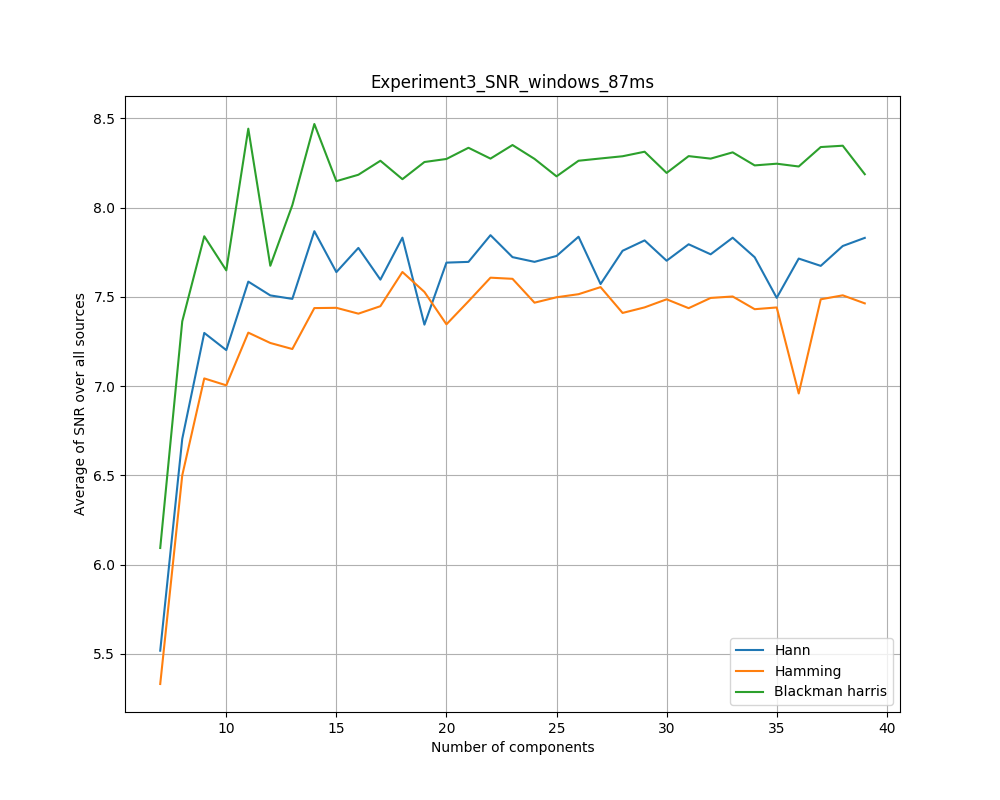 Experiment3_SNR_windows_87ms
Average of SNR over all sources
8.5
8.0
7.5
7.0
6.5
6.0
5.5
Hann
Hamming
Blackman harris
10 15 20 25 30 35 40
Number of components